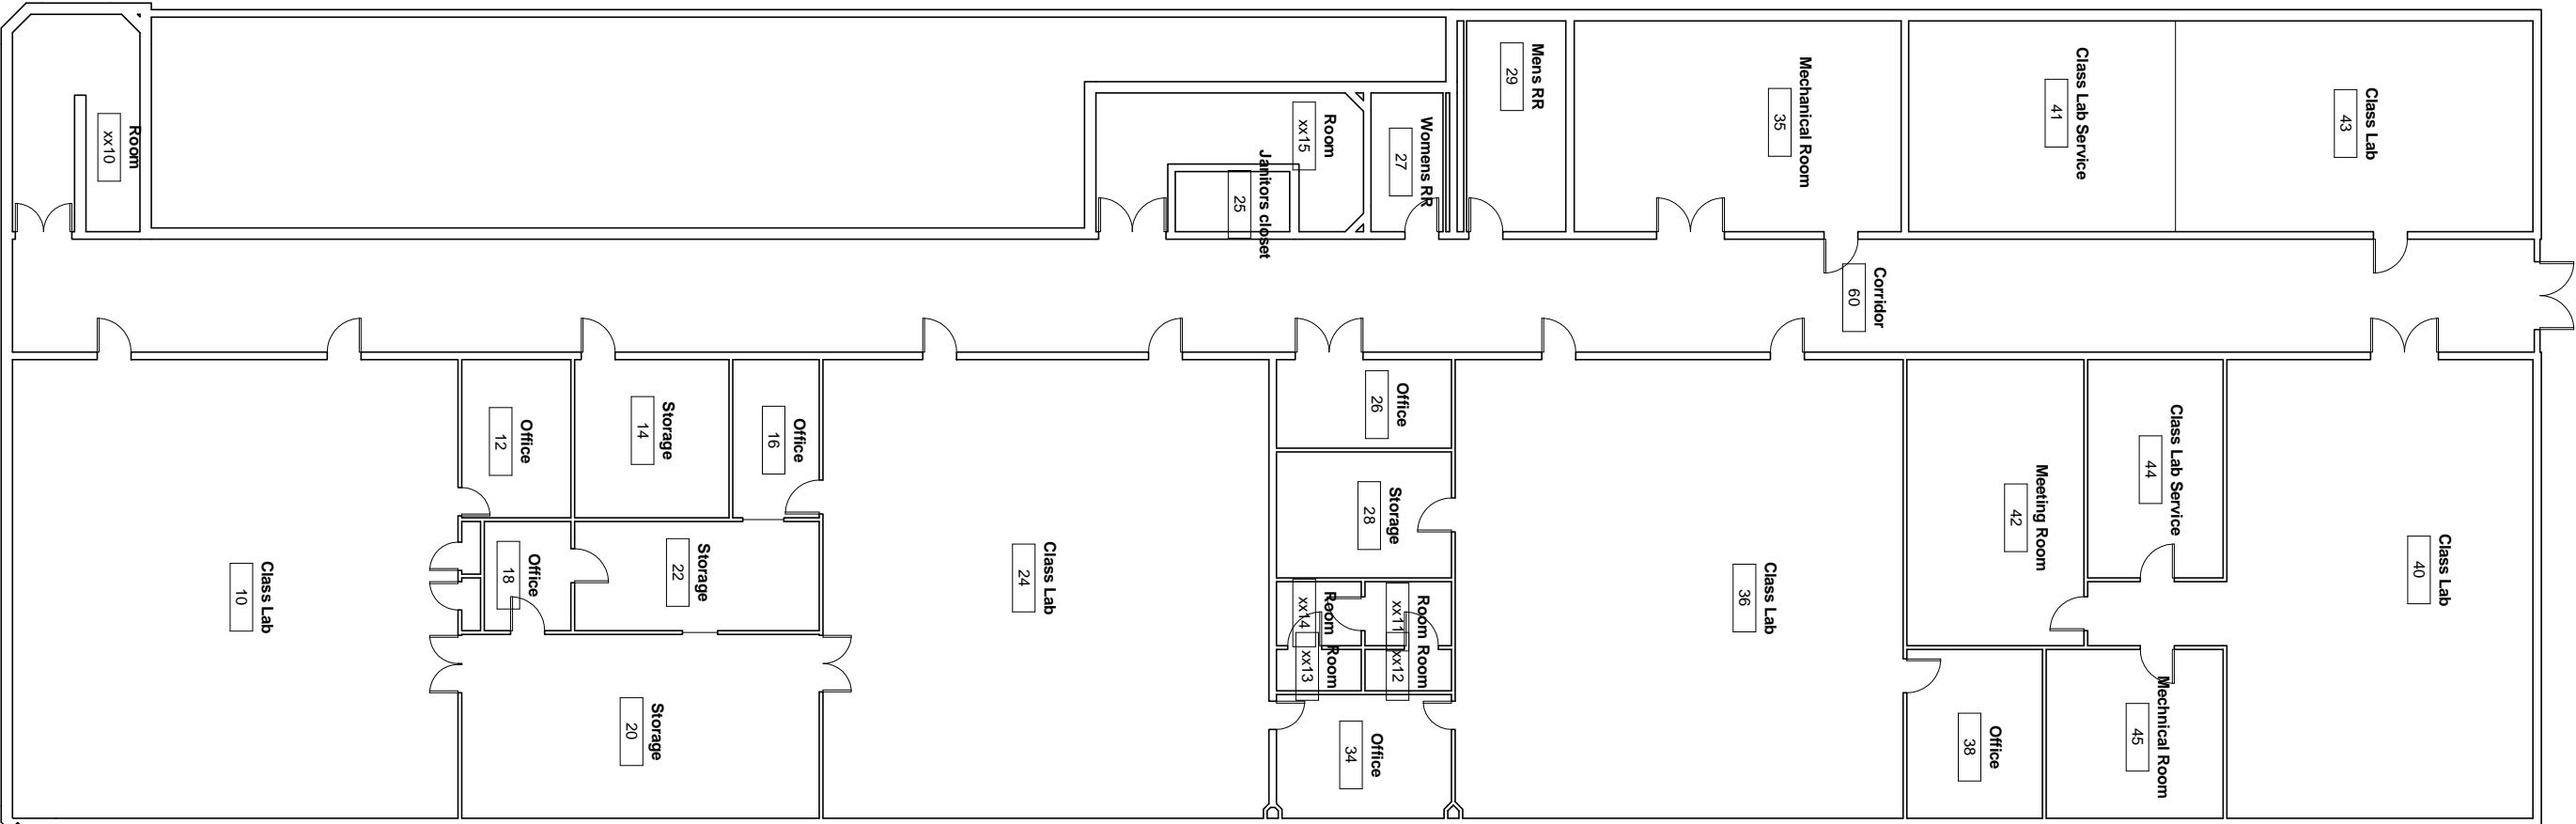 Room
xx10
Room
xx15
Janitors closet
25
Womens RR
27
Mens RR
29
Mechanical Room
35
Class Lab Service
41
Class Lab
43
Corridor
60
Class Lab
10
Office
12
Storage
14
Office
16
Office
18
Storage
22
Storage
20
Class Lab
24
Office
26
Storage
28
Room
xx14
Room
xx11
Room
xx13
Room
xx12
Office
34
Class Lab
36
Meeting Room
42
Class Lab Service
44
Office
38
Mechnical Room
45
Class Lab
40